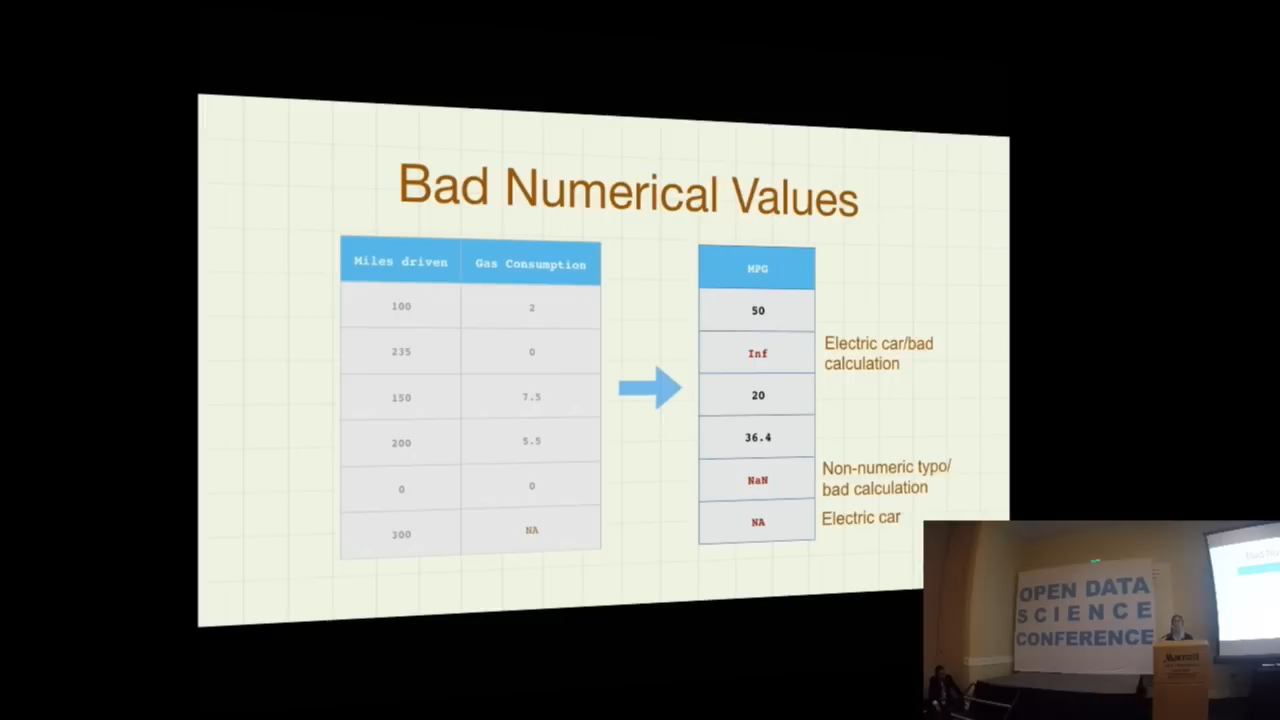 Bad Numerical Values
Miles driven Gas Consumption
100 2
235 0
150 7.5
200 5.5
0 0
300 NA
MPG
50
Inf
20
36.4
NaN
NA
Electric car/bad
calculation
Non-numeric typo/
bad calculation
Electric car
OPEN DATA
SCIENCE
CONFERENCE
Marriott